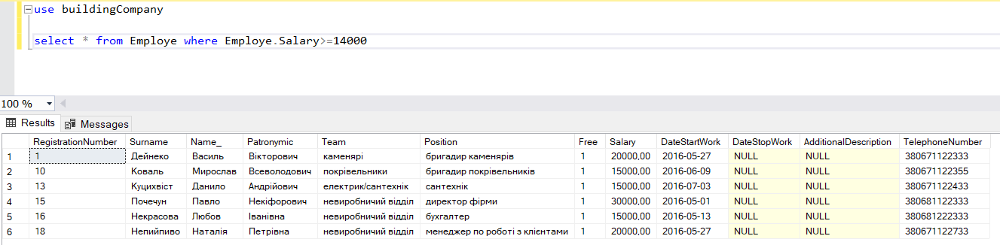 use buildingCompany
select * from Employe where Employe.Salary>=14000
100 %
Results Messages
RegistrationNumber Surname Name_ Patronymic Team Position Free Salary DateStartWork DateStopWork AdditionalDescription TelephoneNumber
1 1 Дейнеко Василь Вікторович каменярі бригадир каменярів 1 20000,00 2016-05-27 NULL NULL 380671122333
2 10 Коваль Мирослав Всеволодович покрівельники бригадир покрівельників 1 15000,00 2016-06-09 NULL NULL 380671122355
3 13 Куцихвіст Данило Андрійович електрик/сантехнік сантехнік 1 15000,00 2016-07-03 NULL NULL 380671122433
4 15 Почечун Павло Некіфорович невиробничий відділ директор фірми 1 30000,00 2016-05-01 NULL NULL 380681122333
5 16 Некрасова Любов Іванівна невиробничий відділ бухгалтер 1 15000,00 2016-05-13 NULL NULL 380681222333
6 18 Непийпиво Наталія Петрівна невиробничий відділ менеджер по роботі з клієнтами 1 20000,00 2016-05-27 NULL NULL 380671122733